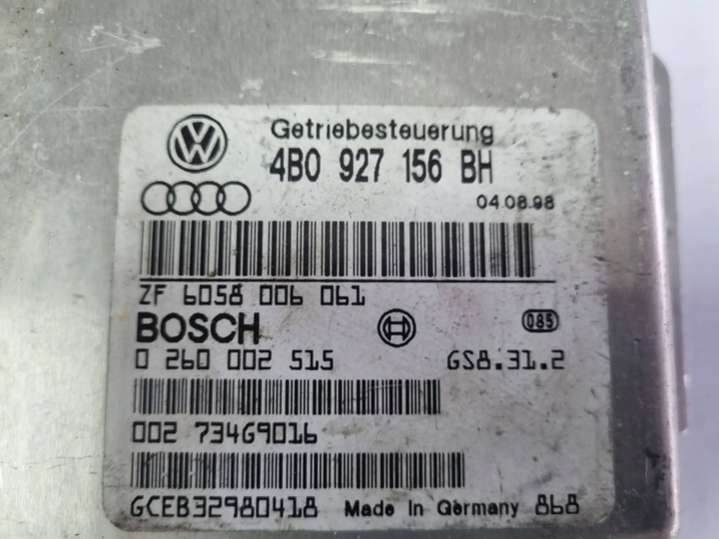 Getriebesteuerung
4B0 927 156 BH
04.08.98
ZF 6058 006 061
BOSCH
085
0 260 002 515 GS8.31.2
002 734G9016
GCEB32980418 Made in Germany 868